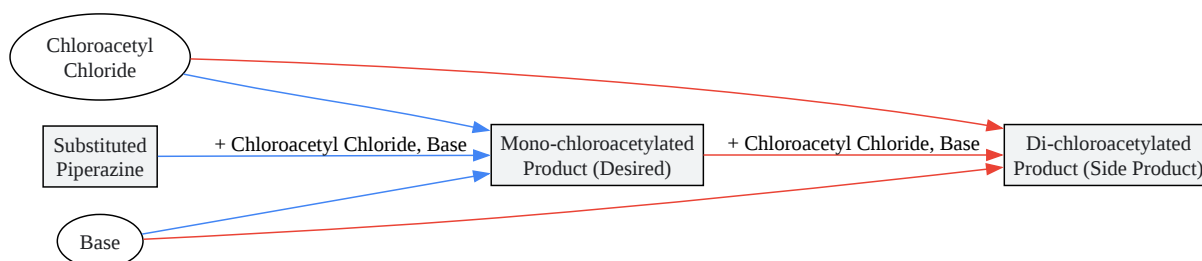 Chloroacetyl
Chloride
Substituted
Piperazine
+ Chloroacetyl Chloride, Base
Mono-chloroacetylated
Product (Desired)
+ Chloroacetyl Chloride, Base
Di-chloroacetylated
Product (Side Product)
Base